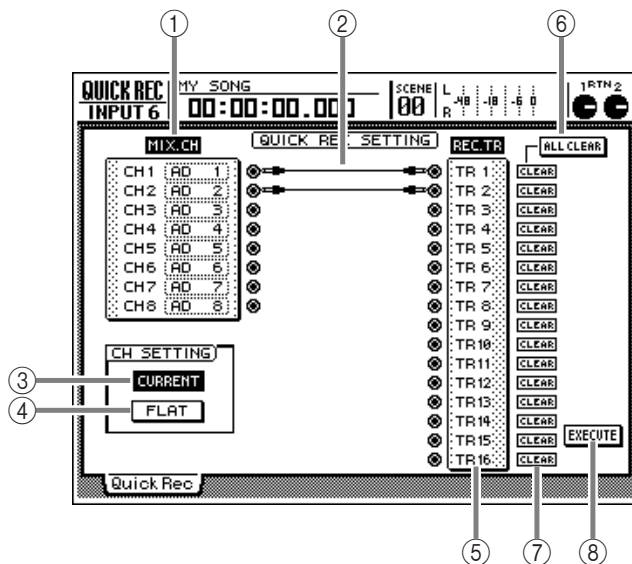 ① ② ⑥
QUICK REC MY SONG SCENE L 1RTN2
INPUT 6 00:00:00.000 00 R -48 -18 -6 0
MIX.CH QUICK REC SETTING REC.TR ALL CLEAR
CH1 AD 1 TR 1 CLEAR
CH2 AD 2 TR 2 CLEAR
CH3 AD 3 TR 3 CLEAR
CH4 AD 4 TR 4 CLEAR
CH5 AD 5 TR 5 CLEAR
CH6 AD 6 TR 6 CLEAR
CH7 AD 7 TR 7 CLEAR
CH8 AD 8 TR 8 CLEAR
TR 9 CLEAR
CH SETTING TR10 CLEAR
TR11 CLEAR
③ CURRENT TR12 CLEAR
TR13 CLEAR
④ FLAT TR14 CLEAR
TR15 CLEAR EXECUTE
TR16 CLEAR
Quick Rec
⑤ ⑦ ⑧